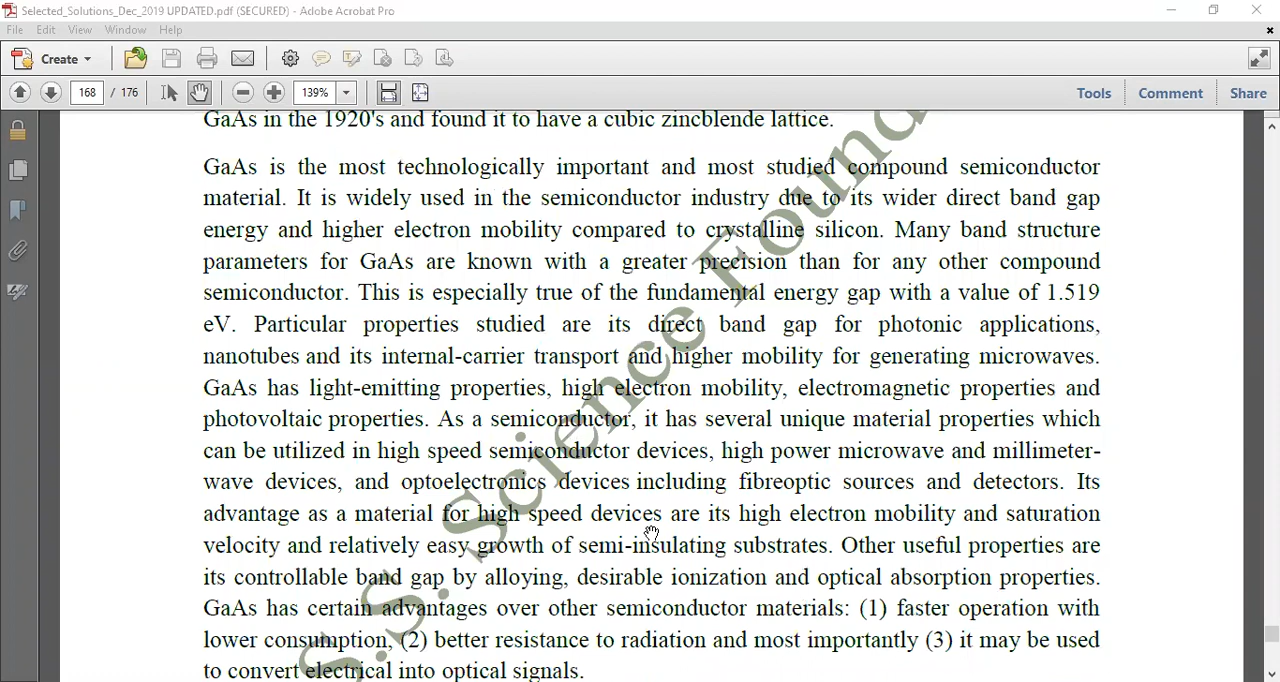 Selected_Solutions_Dec_2019 UPDATED.pdf (SECURED) - Adobe Acrobat Pro
File Edit View Window Help
Create
168 / 176 139% Tools Comment Share
GaAs in the 1920's and found it to have a cubic zincblende lattice.
GaAs is the most technologically important and most studied compound semiconductor
material. It is widely used in the semiconductor industry due to its wider direct band gap
energy and higher electron mobility compared to crystalline silicon. Many band structure
parameters for GaAs are known with a greater precision than for any other compound
semiconductor. This is especially true of the fundamental energy gap with a value of 1.519
eV. Particular properties studied are its direct band gap for photonic applications,
nanotubes and its internal-carrier transport and higher mobility for generating microwaves.
GaAs has light-emitting properties, high electron mobility, electromagnetic properties and
photovoltaic properties. As a semiconductor, it has several unique material properties which
can be utilized in high speed semiconductor devices, high power microwave and millimeter-
wave devices, and optoelectronics devices including fibreoptic sources and detectors. Its
advantage as a material for high speed devices are its high electron mobility and saturation
velocity and relatively easy growth of semi-insulating substrates. Other useful properties are
its controllable band gap by alloying, desirable ionization and optical absorption properties.
GaAs has certain advantages over other semiconductor materials: (1) faster operation with
lower consumption, (2) better resistance to radiation and most importantly (3) it may be used
to convert electrical into optical signals.
S.S. Science Found